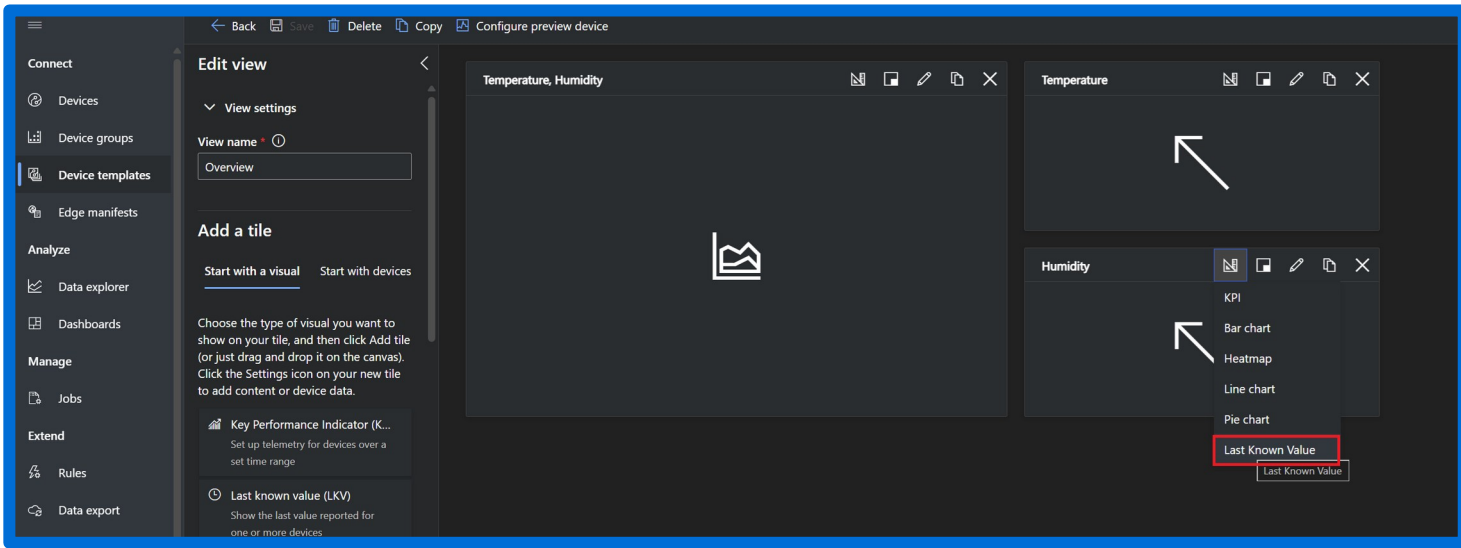 Back
Save
Delete
Copy
Configure preview device
Connect
Devices
Device groups
Device templates
Edge manifests
Analyze
Data explorer
Dashboards
Manage
Jobs
Extend
Rules
Data export
Edit view
View settings
View name *
Overview
Add a tile
Start with a visual
Start with devices
Choose the type of visual you want to
show on your tile, and then click Add tile
(or just drag and drop it on the canvas).
Click the Settings icon on your new tile
to add content or device data.
Key Performance Indicator (K...
Set up telemetry for devices over a
set time range
Last known value (LKV)
Show the last value reported for
one or more devices
Temperature, Humidity
Temperature
Humidity
KPI
Bar chart
Heatmap
Line chart
Pie chart
Last Known Value
Last Known Value